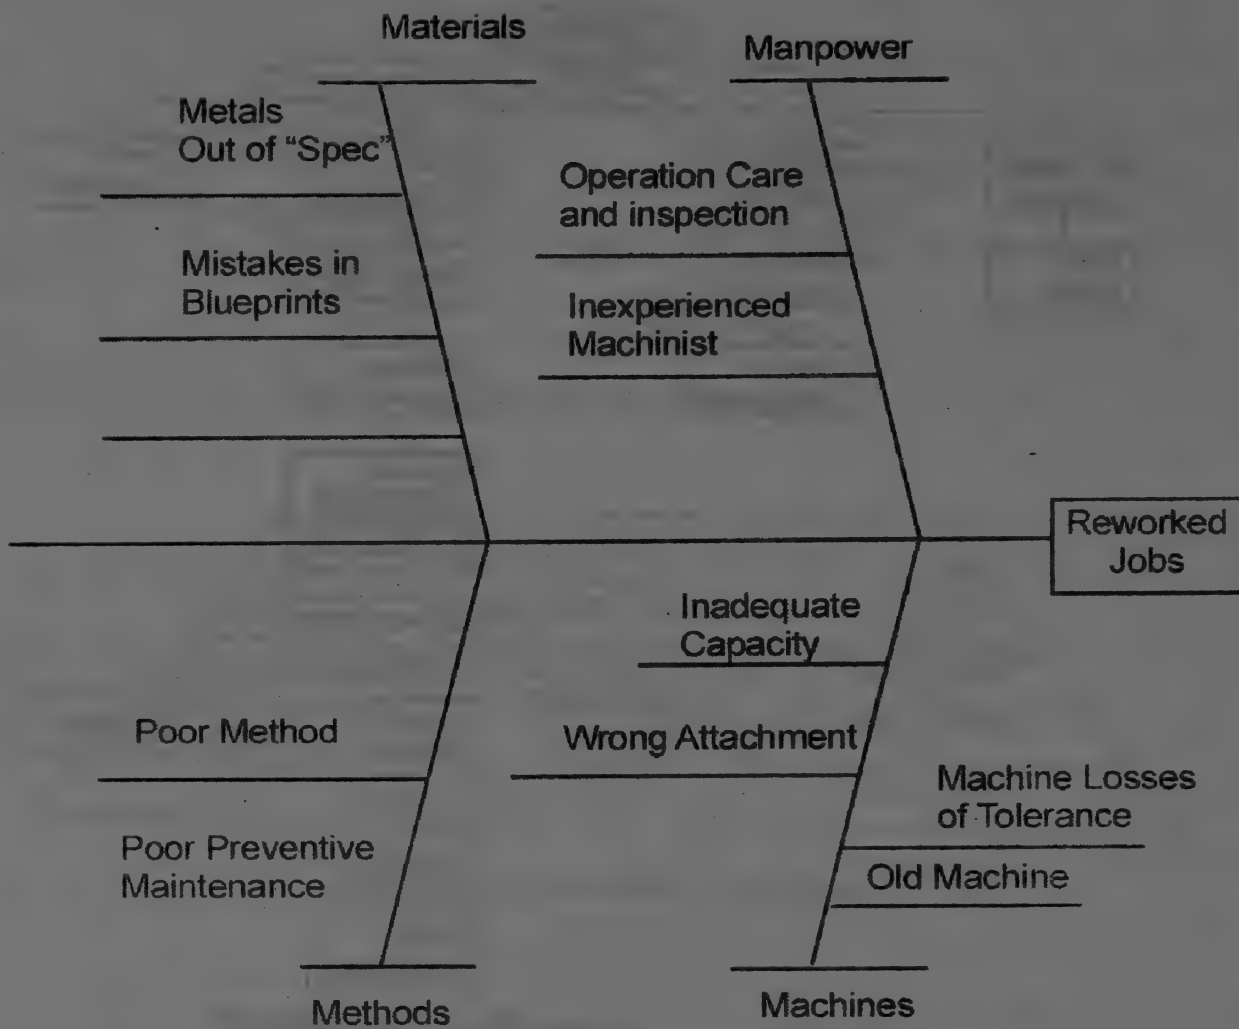 Materials
Manpower
Metals
Out of “Spec”
Operation Care
and inspection
Mistakes in
Blueprints
Inexperienced
Machinist
Reworked
Jobs
Inadequate
Capacity
Poor Method
Wrong Attachment
Machine Losses
of Tolerance
Poor Preventive
Maintenance
Old Machine
Methods
Machines